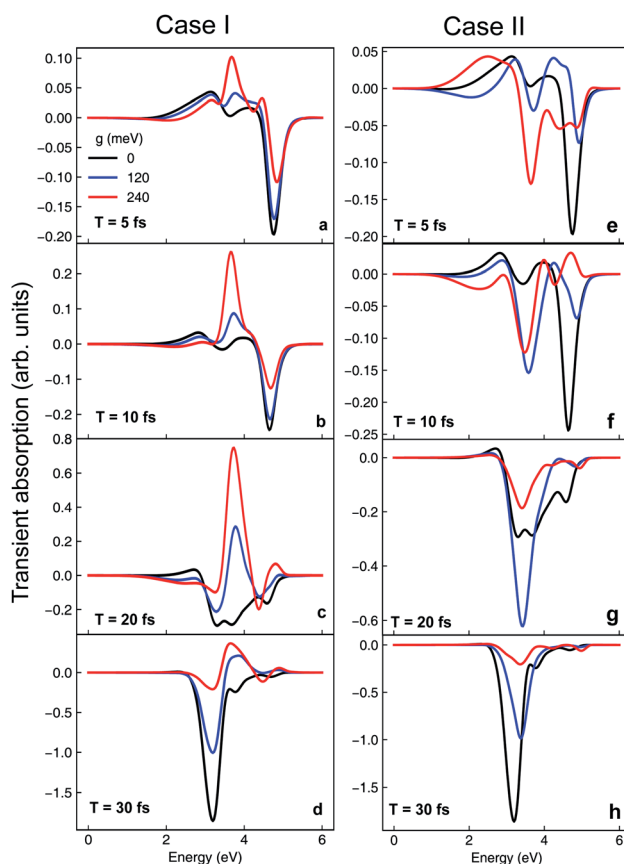 Case I
Case II
Transient absorption (arb. units)
0.10
0.05
0.00
−0.05
−0.10
−0.15
−0.20
g (meV)
0
120
240
T = 5 fs
a
0.05
0.00
−0.05
−0.10
−0.15
−0.20
T = 5 fs
e
0.2
0.1
0.0
−0.1
−0.2
T = 10 fs
b
0.00
−0.05
−0.10
−0.15
−0.20
−0.25
T = 10 fs
f
0.8
0.6
0.4
0.2
0.0
−0.2
T = 20 fs
c
0.0
−0.2
−0.4
−0.6
T = 20 fs
g
0.0
−0.5
−1.0
−1.5
T = 30 fs
d
0 2 4 6
Energy (eV)
0.0
−0.5
−1.0
−1.5
T = 30 fs
h
0 2 4 6
Energy (eV)